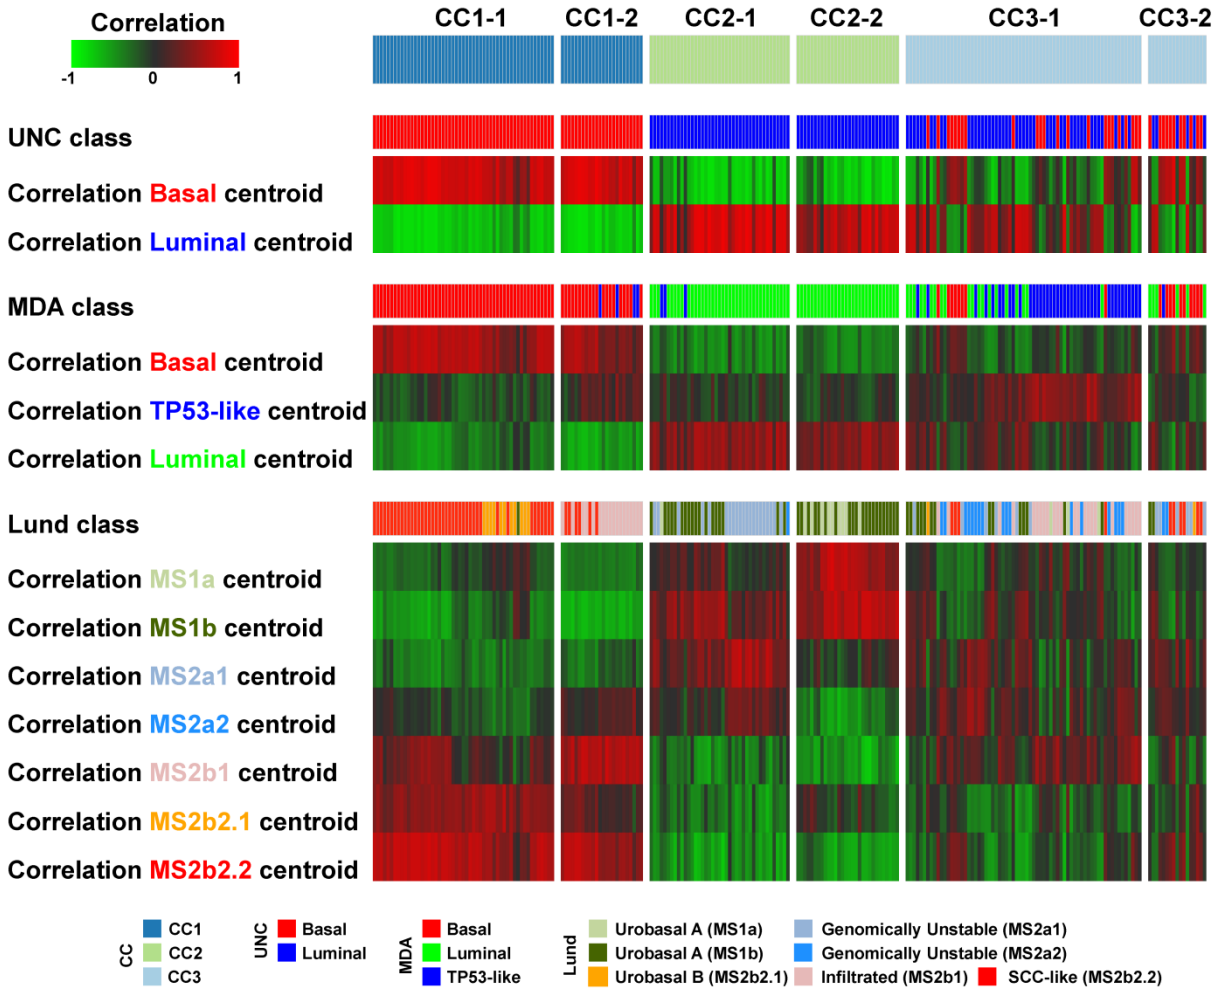 Correlation
-1 0 1
CC1-1 CC1-2 CC2-1 CC2-2 CC3-1 CC3-2
UNC class
Correlation Basal centroid
Correlation Luminal centroid
MDA class
Correlation Basal centroid
Correlation TP53-like centroid
Correlation Luminal centroid
Lund class
Correlation MS1a centroid
Correlation MS1b centroid
Correlation MS2a1 centroid
Correlation MS2a2 centroid
Correlation MS2b1 centroid
Correlation MS2b2.1 centroid
Correlation MS2b2.2 centroid
CC
CC1
CC2
CC3
UNC
Basal
Luminal
MDA
Basal
Luminal
TP53-like
Lund
Urobasal A (MS1a)
Urobasal A (MS1b)
Urobasal B (MS2b2.1)
Genomically Unstable (MS2a1)
Genomically Unstable (MS2a2)
Infiltrated (MS2b1)
SCC-like (MS2b2.2)